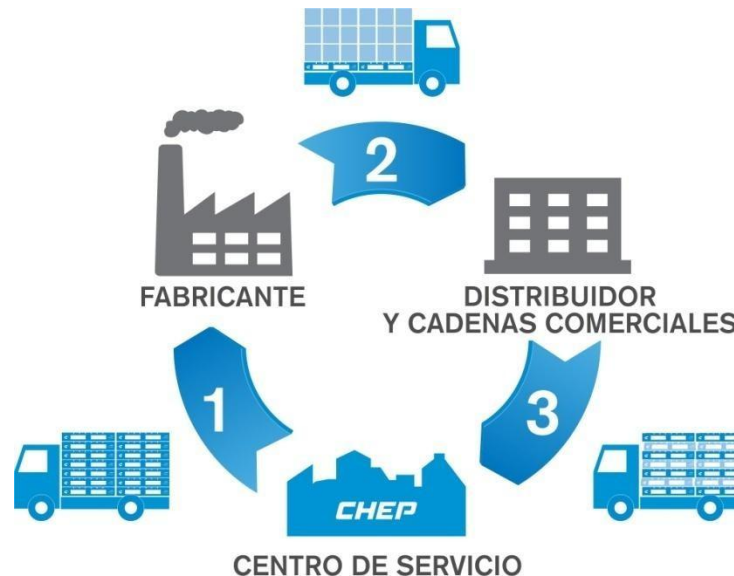 2
FABRICANTE
DISTRIBUIDOR
Y CADENAS COMERCIALES
1
3
CHEP
CENTRO DE SERVICIO